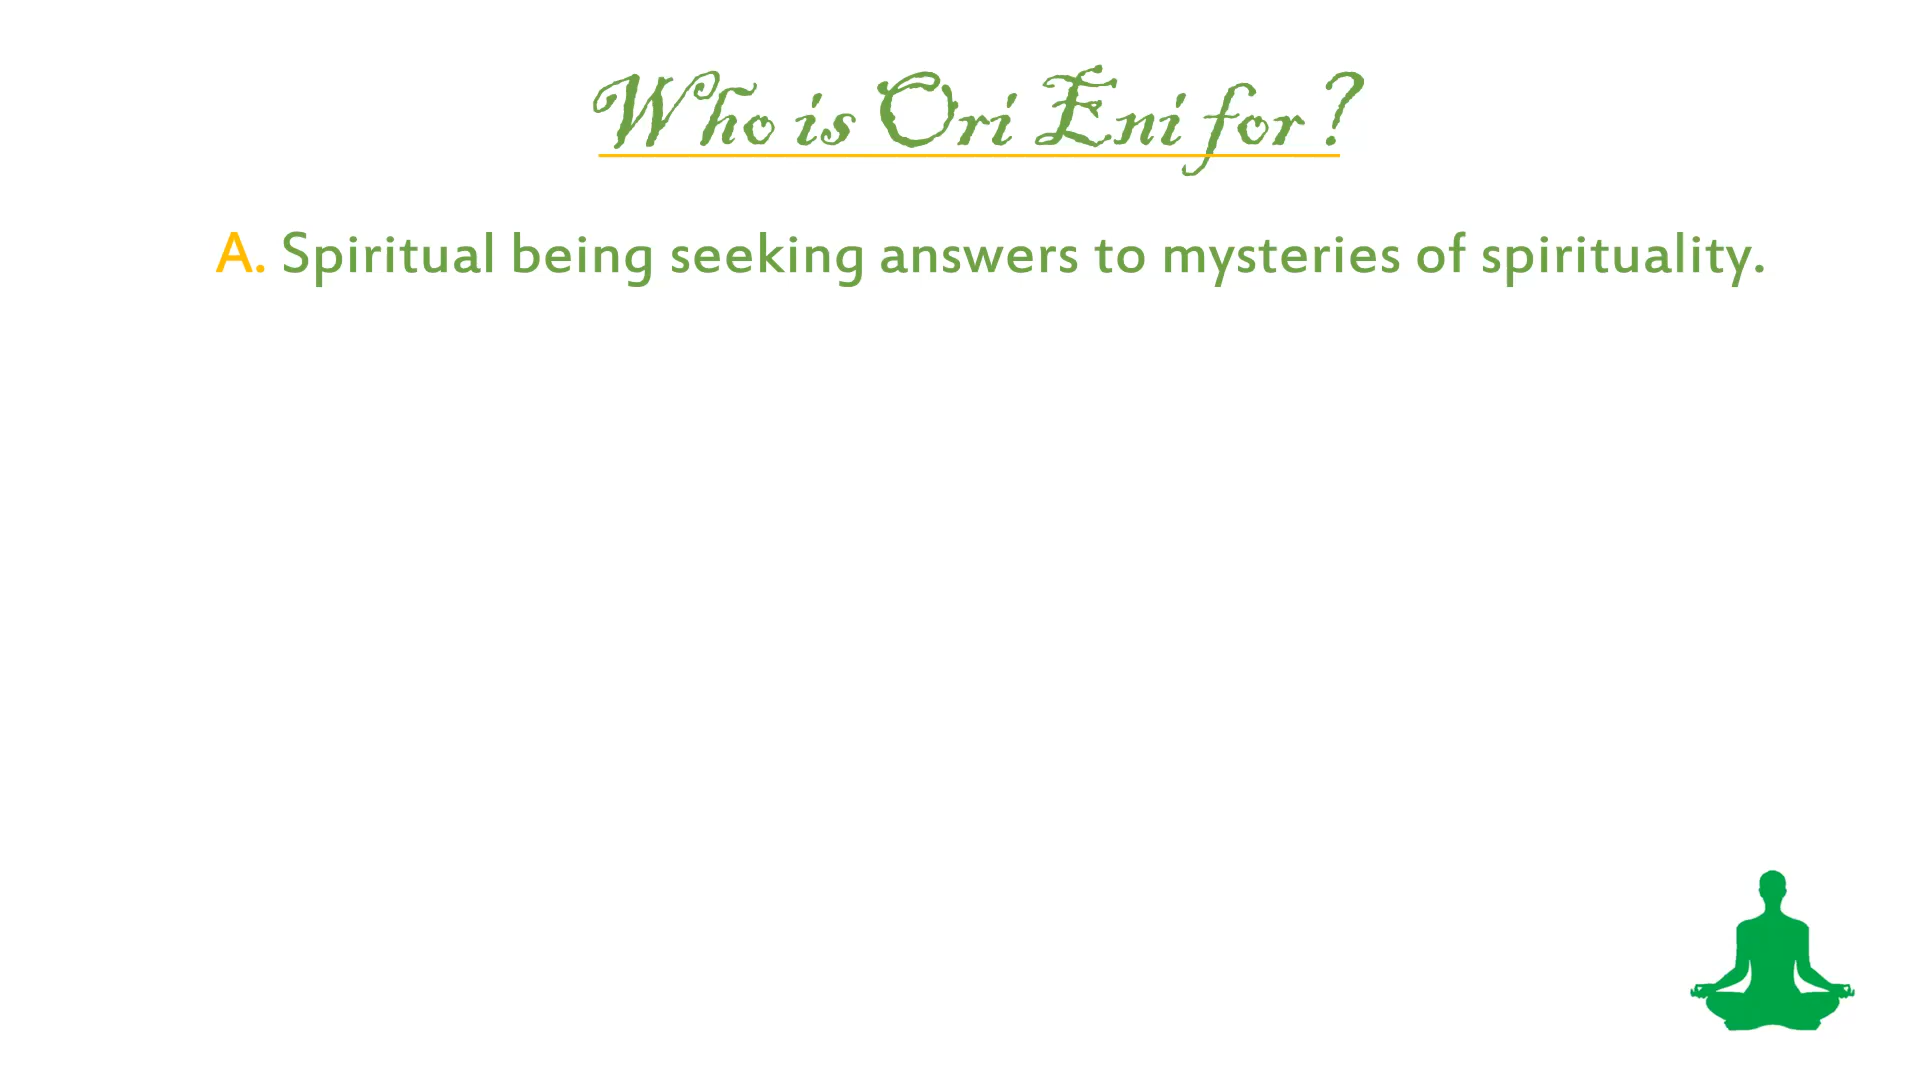 Who is Ori Eni for?
A. Spiritual being seeking answers to mysteries of spirituality.